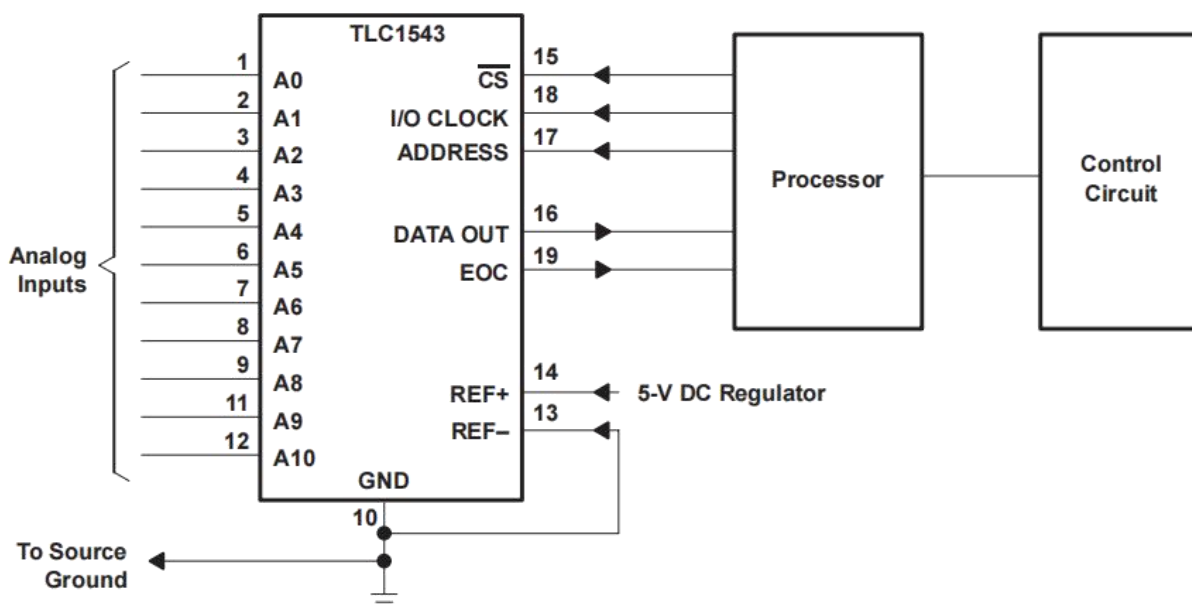 TLC1543
1
A0
2
A1
3
A2
4
A3
5
A4
6
A5
7
A6
8
A7
9
A8
11
A9
12
A10
Analog
Inputs
15
CS
18
I/O CLOCK
17
ADDRESS
16
DATA OUT
19
EOC
14
REF+
5-V DC Regulator
13
REF–
GND
10
To Source
Ground
Processor
Control
Circuit